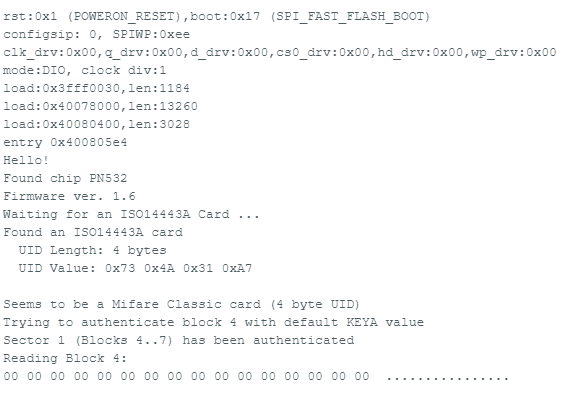 rst:0x1 (POWERON_RESET),boot:0x17 (SPI_FAST_FLASH_BOOT)
configsip: 0, SPIWP:0xee
clk_drv:0x00,q_drv:0x00,d_drv:0x00,cs0_drv:0x00,hd_drv:0x00,wp_drv:0x00
mode:DIO, clock div:1
load:0x3fff0030,len:1184
load:0x40078000,len:13260
load:0x40080400,len:3028
entry 0x400805e4
Hello!
Found chip PN532
Firmware ver. 1.6
Waiting for an ISO14443A Card ...
Found an ISO14443A card
  UID Length: 4 bytes
  UID Value: 0x73 0x4A 0x31 0xA7

Seems to be a Mifare Classic card (4 byte UID)
Trying to authenticate block 4 with default KEYA value
Sector 1 (Blocks 4..7) has been authenticated
Reading Block 4:
00 00 00 00 00 00 00 00 00 00 00 00 00 00 00 00  ................